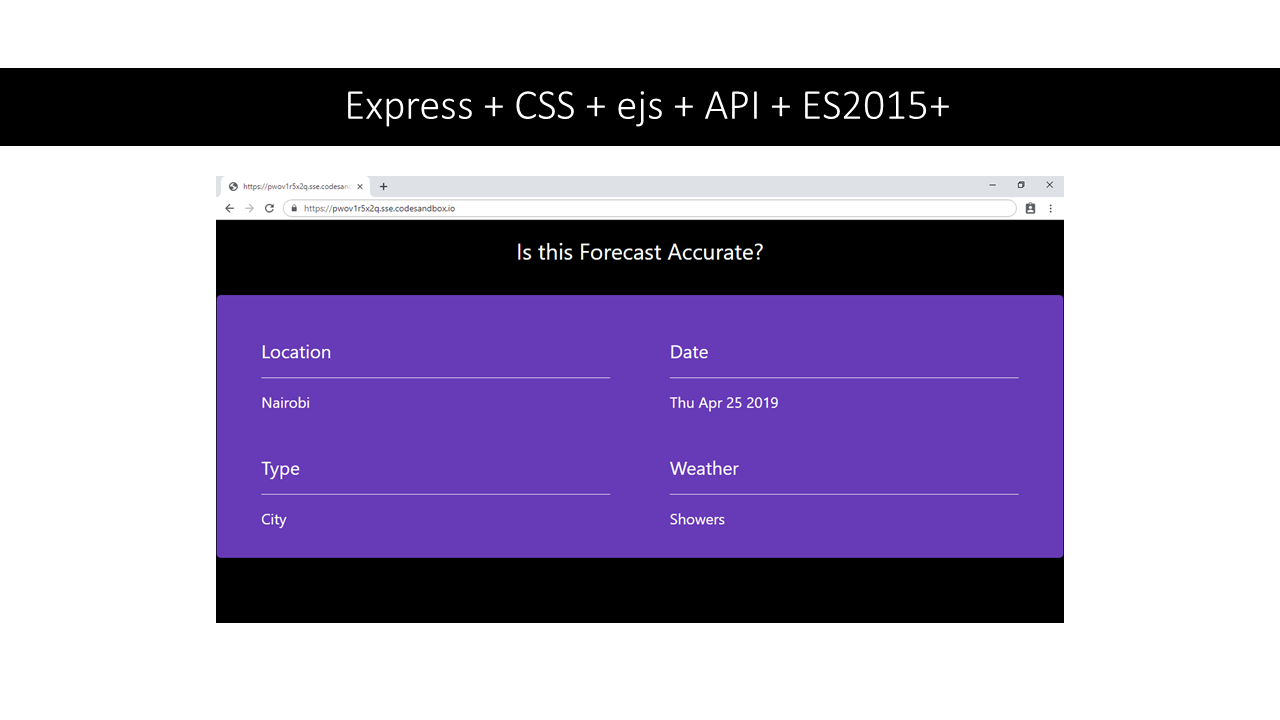 Express + CSS + ejs + API + ES2015+
https://pwov1r5x2q.sse.codesan
https://pwov1r5x2q.sse.codesandbox.io
Is this Forecast Accurate?
Location
Date
Nairobi
Thu Apr 25 2019
Type
Weather
City
Showers